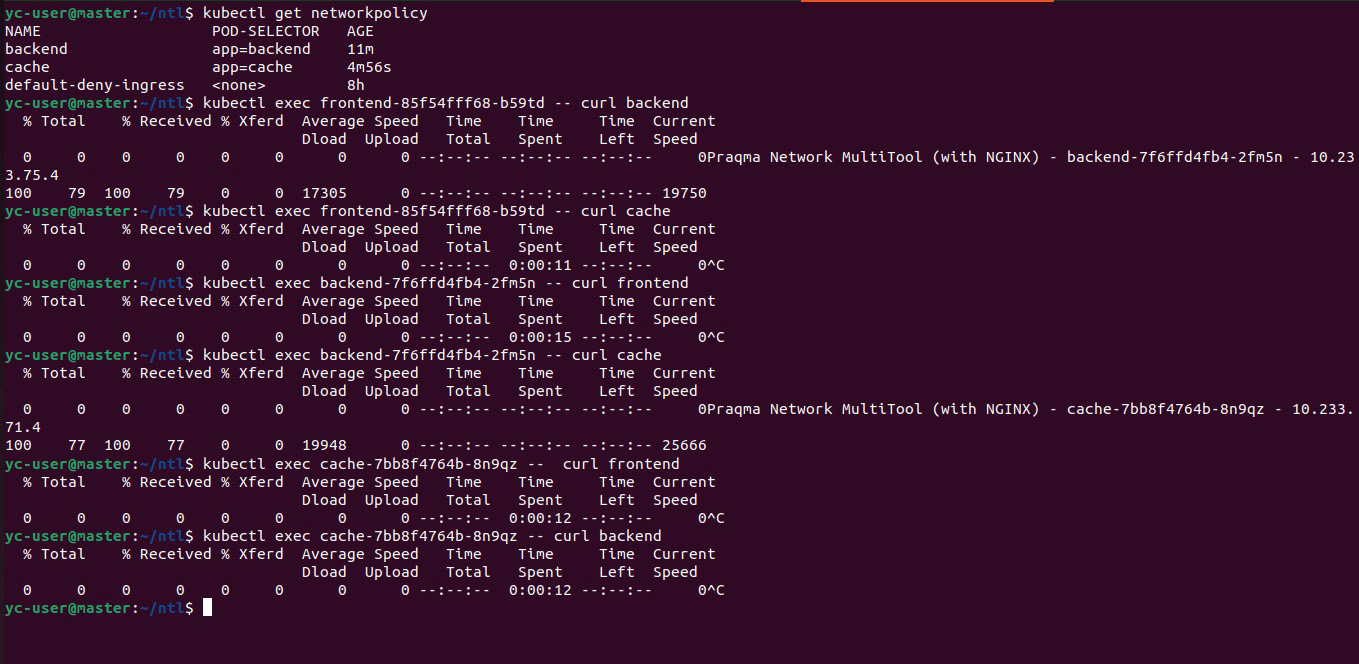 yc-user@master:~/ntl$ kubectl get networkpolicy
NAME                   POD-SELECTOR   AGE
backend                app=backend    11m
cache                  app=cache      4m56s
default-deny-ingress   <none>         8h
yc-user@master:~/ntl$ kubectl exec frontend-85f54fff68-b59td -- curl backend
  % Total    % Received % Xferd  Average Speed   Time    Time     Time  Current
                                 Dload  Upload   Total   Spent    Left  Speed
  0     0    0     0    0     0      0      0 --:--:-- --:--:-- --:--:--     0Praqma Network MultiTool (with NGINX) - backend-7f6ffd4fb4-2fm5n - 10.23
3.75.4
100    79  100    79    0     0  17305      0 --:--:-- --:--:-- --:--:-- 19750
yc-user@master:~/ntl$ kubectl exec frontend-85f54fff68-b59td -- curl cache
  % Total    % Received % Xferd  Average Speed   Time    Time     Time  Current
                                 Dload  Upload   Total   Spent    Left  Speed
  0     0    0     0    0     0      0      0 --:--:--  0:00:11 --:--:--     0^C
yc-user@master:~/ntl$ kubectl exec backend-7f6ffd4fb4-2fm5n -- curl frontend
  % Total    % Received % Xferd  Average Speed   Time    Time     Time  Current
                                 Dload  Upload   Total   Spent    Left  Speed
  0     0    0     0    0     0      0      0 --:--:--  0:00:15 --:--:--     0^C
yc-user@master:~/ntl$ kubectl exec backend-7f6ffd4fb4-2fm5n -- curl cache
  % Total    % Received % Xferd  Average Speed   Time    Time     Time  Current
                                 Dload  Upload   Total   Spent    Left  Speed
  0     0    0     0    0     0      0      0 --:--:-- --:--:-- --:--:--     0Praqma Network MultiTool (with NGINX) - cache-7bb8f4764b-8n9qz - 10.233.
71.4
100    77  100    77    0     0  19948      0 --:--:-- --:--:-- --:--:-- 25666
yc-user@master:~/ntl$ kubectl exec cache-7bb8f4764b-8n9qz --  curl frontend
  % Total    % Received % Xferd  Average Speed   Time    Time     Time  Current
                                 Dload  Upload   Total   Spent    Left  Speed
  0     0    0     0    0     0      0      0 --:--:--  0:00:12 --:--:--     0^C
yc-user@master:~/ntl$ kubectl exec cache-7bb8f4764b-8n9qz -- curl backend
  % Total    % Received % Xferd  Average Speed   Time    Time     Time  Current
                                 Dload  Upload   Total   Spent    Left  Speed
  0     0    0     0    0     0      0      0 --:--:--  0:00:12 --:--:--     0^C
yc-user@master:~/ntl$